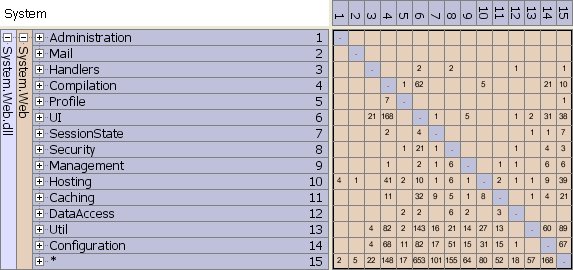 System
1 2 3 4 5 6 7 8 9 10 11 12 13 14 15
System.Web.dll
System.Web
Administration 1 -
Mail 2 -
Handlers 3 - 2 2 1 1
Compilation 4 - 1 62 5 21 10
Profile 5 7 - 1
UI 6 21 168 - 1 5 1 2 31 38
SessionState 7 2 4 - 1 1 7
Security 8 1 21 1 - 1 4 3
Management 9 1 2 1 6 - 1 1 6 6
Hosting 10 4 1 41 2 10 1 6 1 - 2 1 1 9 39
Caching 11 11 32 9 5 1 8 - 1 4 21
DataAccess 12 2 2 6 2 3 -
Util 13 4 82 2 143 16 21 14 27 13 - 60 89
Configuration 14 4 68 11 82 17 51 15 31 15 1 - 67
* 15 2 5 22 148 17 653 101 155 64 80 52 18 57 168 -